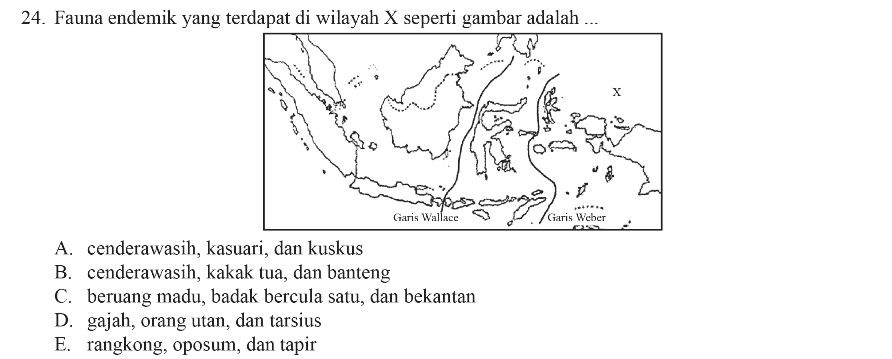 24. Fauna endemik yang terdapat di wilayah X seperti gambar adalah ...
X
Garis Wallace
Garis Weber
A. cenderawasih, kasuari, dan kuskus
B. cenderawasih, kakak tua, dan banteng
C. beruang madu, badak bercula satu, dan bekantan
D. gajah, orang utan, dan tarsius
E. rangkong, oposum, dan tapir